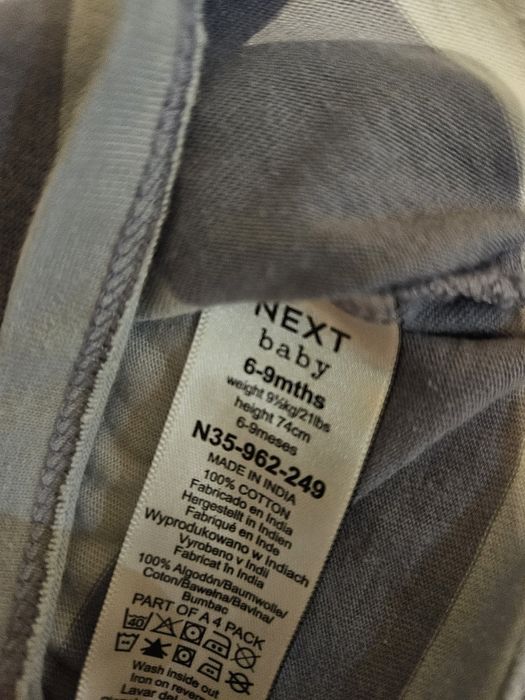 NEXT
baby
6-9mths
weight 9½kg/21lbs
height 74cm
6-9meses
N35-962-249
MADE IN INDIA
100% COTTON
Fabricado en India
Hergestellt in Indien
Fabriqué en Inde
Wyprodukowano w Indiach
Vyrobeno v Indii
Fabricat în India
100% Algodón/Baumwolle/
Coton/Bawełna/Bavlna/
Bumbac
PART OF A 4 PACK
40
Wash inside out
Iron on reverse
Lavar del